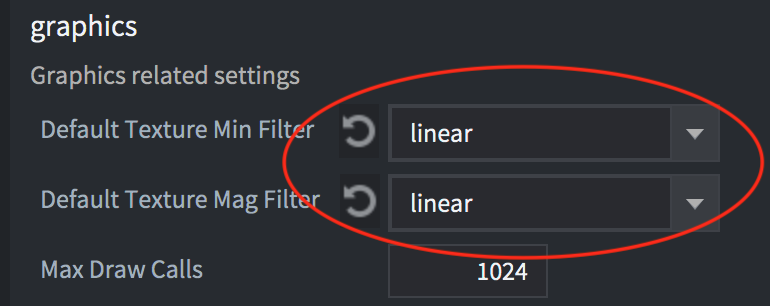 graphics
Graphics related settings
Default Texture Min Filter linear
Default Texture Mag Filter linear
Max Draw Calls 1024